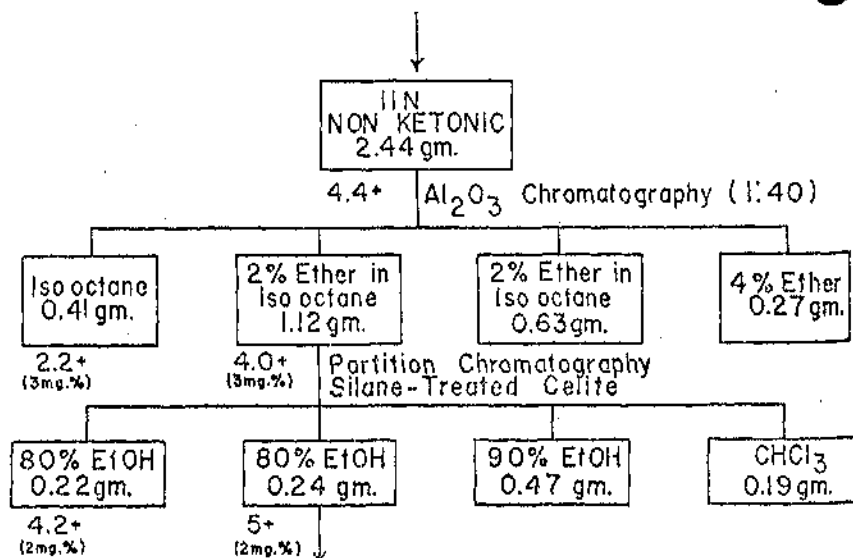 11N
NON KETONIC
2.44 gm.
4.4+ Al₂O₃ Chromatography (1:40)
Iso octane
0.41 gm.
2.2+
(3mg.%)
2% Ether in
Iso octane
1.12 gm.
4.0+
(3mg.%)
2% Ether in
Iso octane
0.63 gm.
4% Ether
0.27 gm.
Partition Chromatography
Silane-Treated Celite
80% EtOH
0.22 gm.
4.2+
(2mg.%)
80% EtOH
0.24 gm.
5+
(2mg.%)
90% EtOH
0.47 gm.
CHCl₃
0.19 gm.